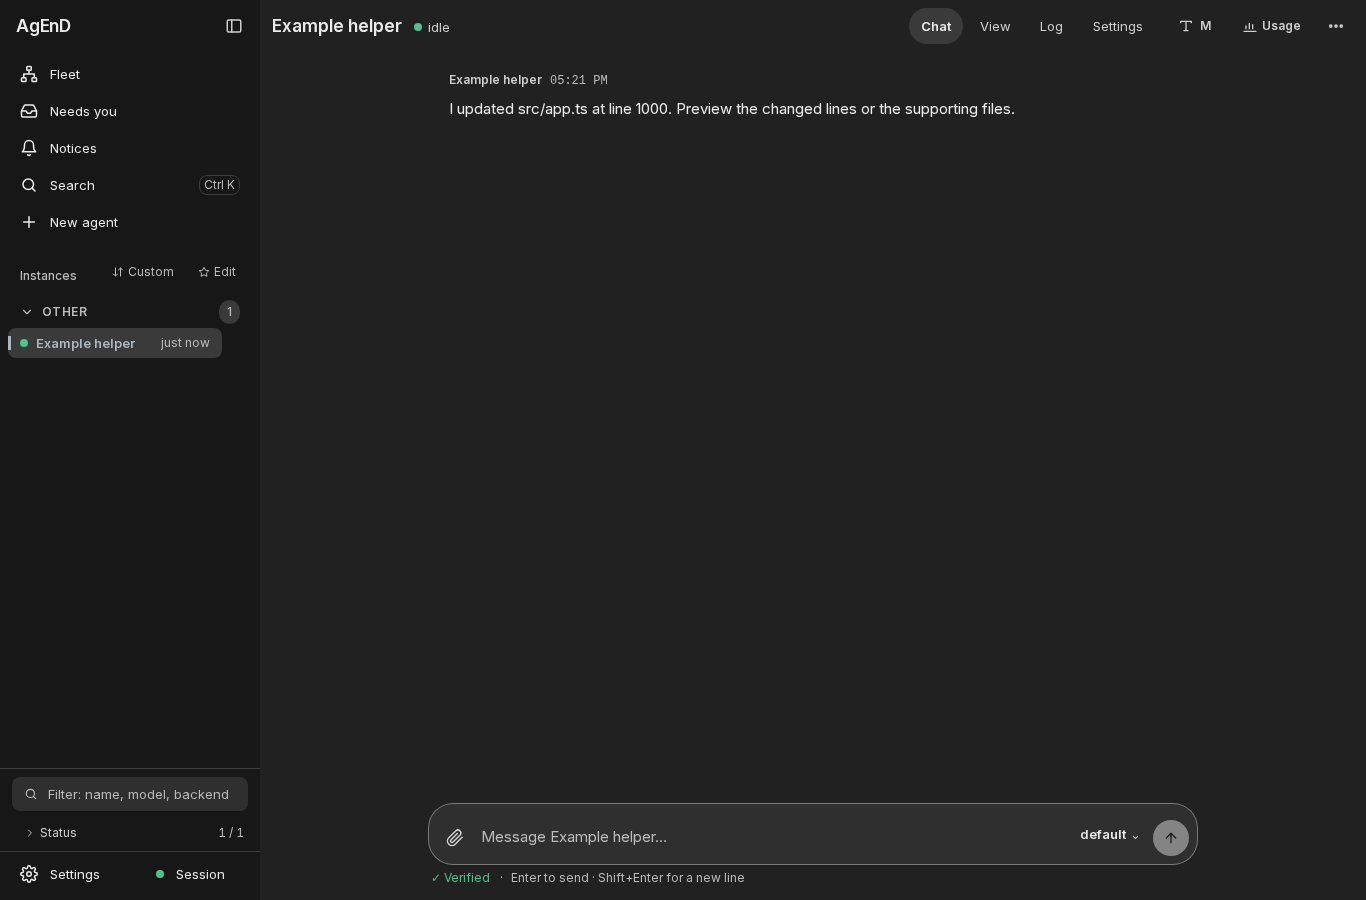 AgEnD
Fleet
Needs you
Notices
Search Ctrl K
New agent
Instances Custom Edit
OTHER 1
Example helper just now
Filter: name, model, backend
Status 1 / 1
Settings Session
Example helper idle
Chat View Log Settings M Usage
Example helper 05:21 PM
I updated src/app.ts at line 1000. Preview the changed lines or the supporting files.
Message Example helper...
default
✓ Verified · Enter to send · Shift+Enter for a new line